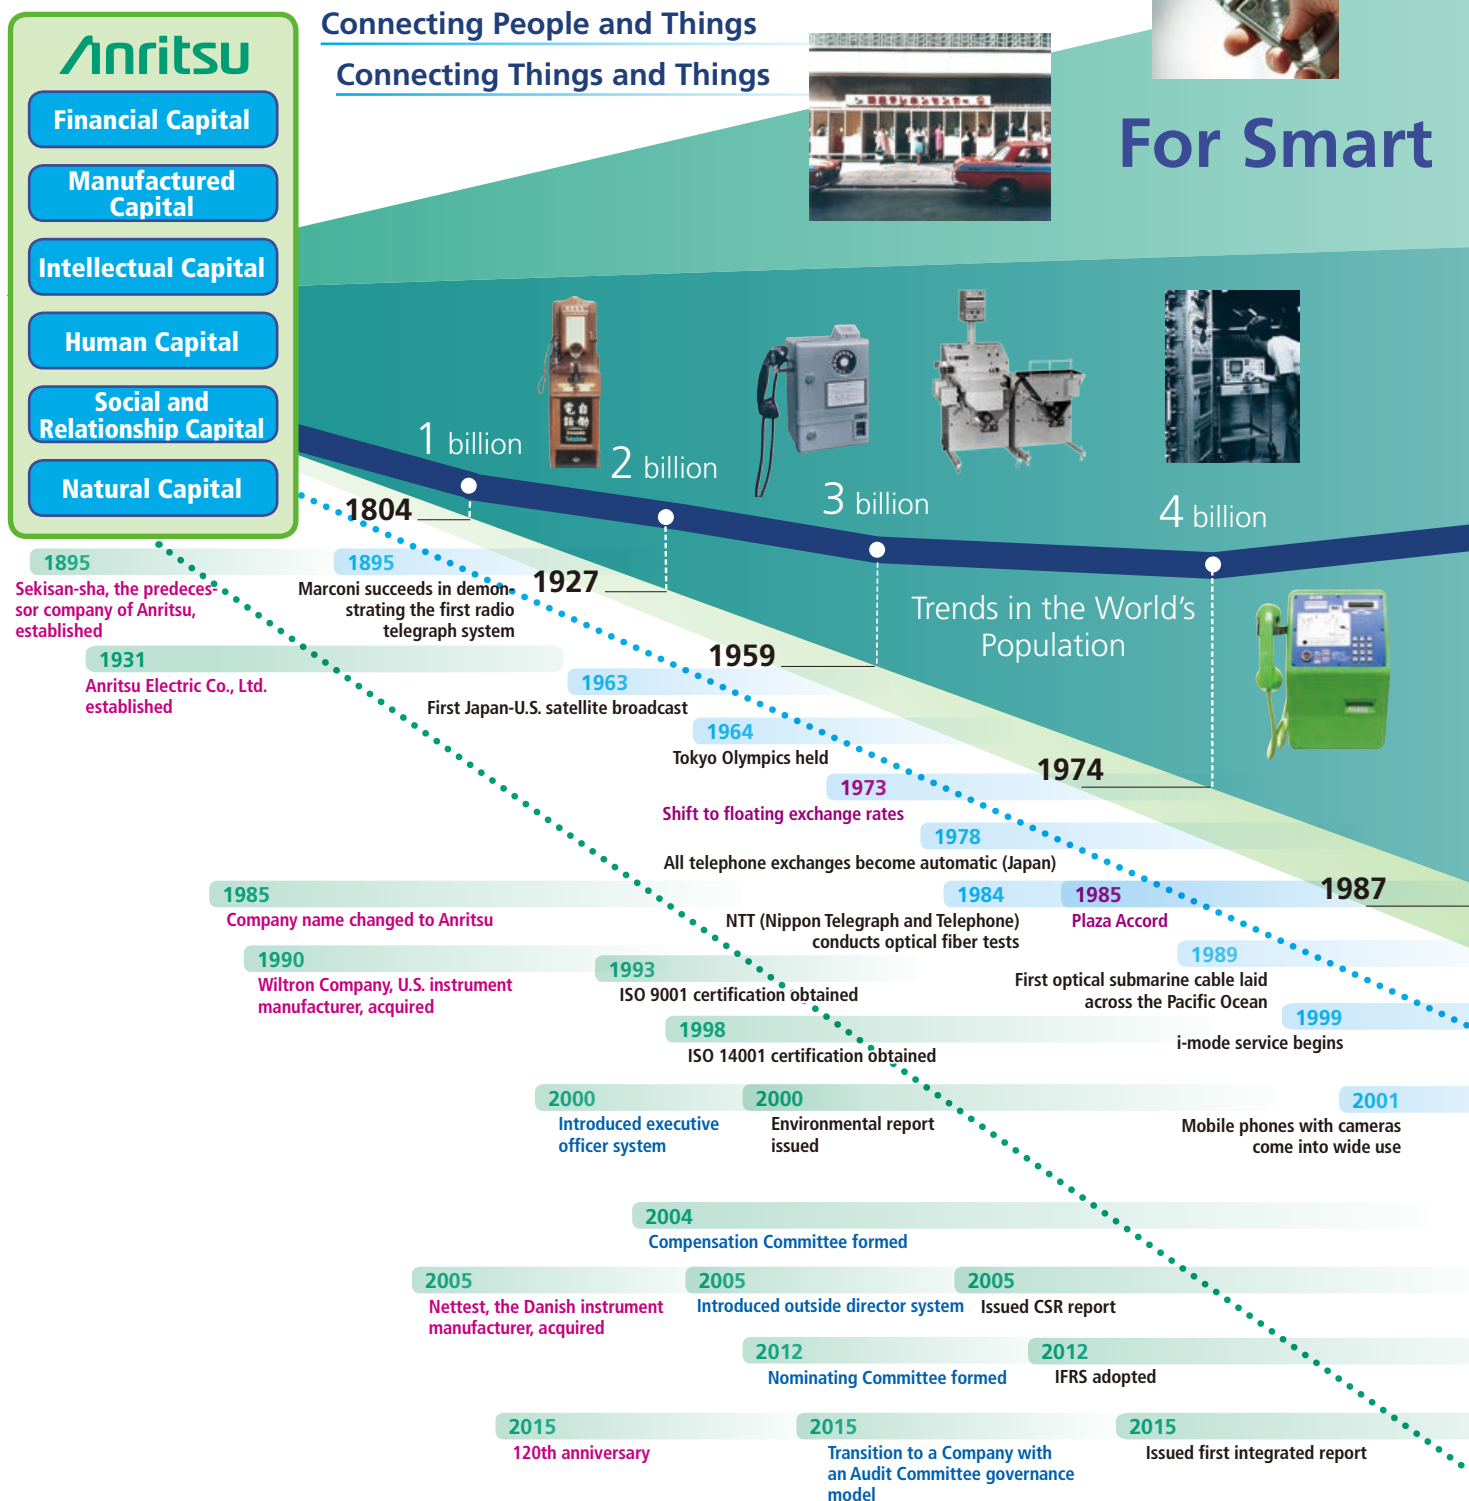 Anritsu
Financial Capital
Manufactured
Capital
Intellectual Capital
Human Capital
Social and
Relationship Capital
Natural Capital
Connecting People and Things
Connecting Things and Things
For Smart
自働
電話
1 billion
2 billion
3 billion
4 billion
Trends in the World's
Population
1804
1927
1959
1974
1987
1895
Sekisan-sha, the predeces-
sor company of Anritsu,
established
1895
Marconi succeeds in demon-
strating the first radio
telegraph system
1931
Anritsu Electric Co., Ltd.
established
1963
First Japan-U.S. satellite broadcast
1964
Tokyo Olympics held
1973
Shift to floating exchange rates
1978
All telephone exchanges become automatic (Japan)
1985
Company name changed to Anritsu
1984
NTT (Nippon Telegraph and Telephone)
conducts optical fiber tests
1985
Plaza Accord
1990
Wiltron Company, U.S. instrument
manufacturer, acquired
1993
ISO 9001 certification obtained
1989
First optical submarine cable laid
across the Pacific Ocean
1998
ISO 14001 certification obtained
1999
i-mode service begins
2000
Introduced executive
officer system
2000
Environmental report
issued
2001
Mobile phones with cameras
come into wide use
2004
Compensation Committee formed
2005
Nettest, the Danish instrument
manufacturer, acquired
2005
Introduced outside director system
2005
Issued CSR report
2012
Nominating Committee formed
2012
IFRS adopted
2015
120th anniversary
2015
Transition to a Company with
an Audit Committee governance
model
2015
Issued first integrated report